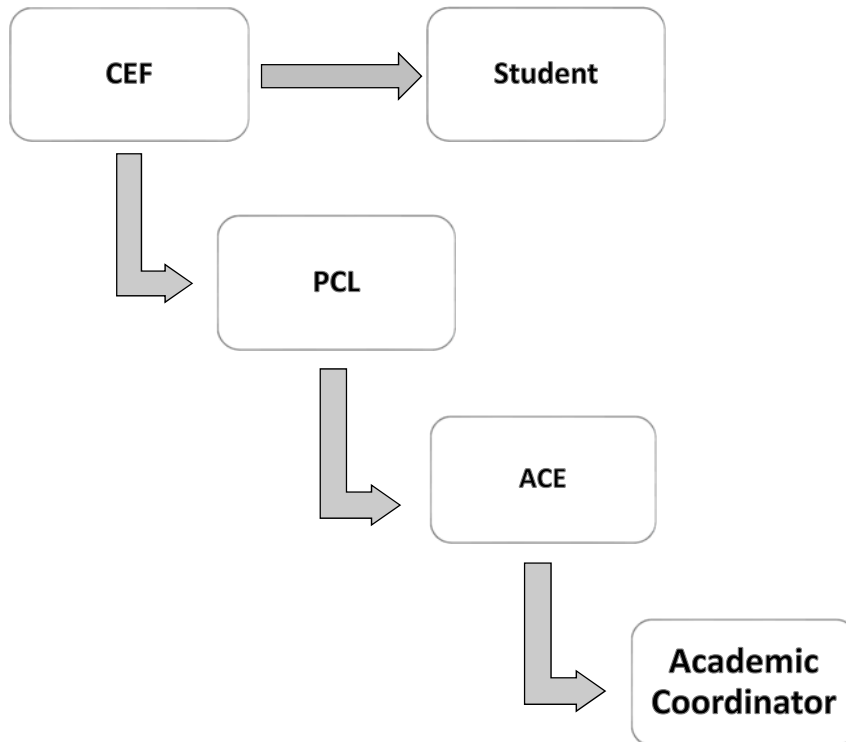 CEF
Student
PCL
ACE
Academic
Coordinator